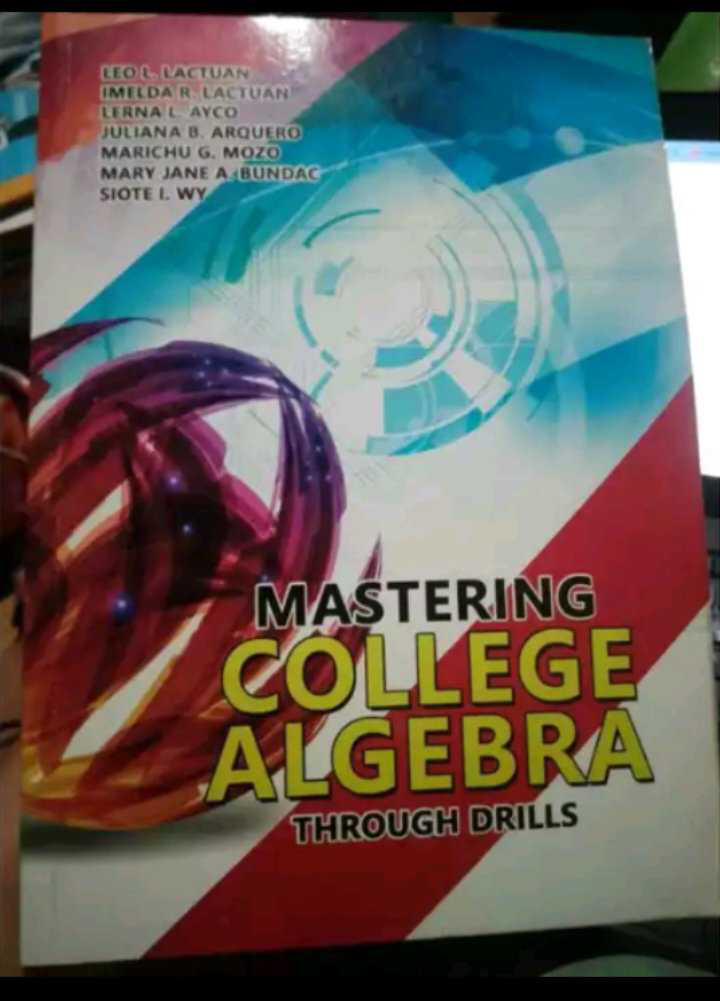 LEO L. LACTUAN
IMELDA R. LACTUAN
LERNA L. AYCO
JULIANA B. ARQUERO
MARICHU G. MOZO
MARY JANE A. BUNDAC
SIOTE I. WY
MASTERING
COLLEGE
ALGEBRA
THROUGH DRILLS